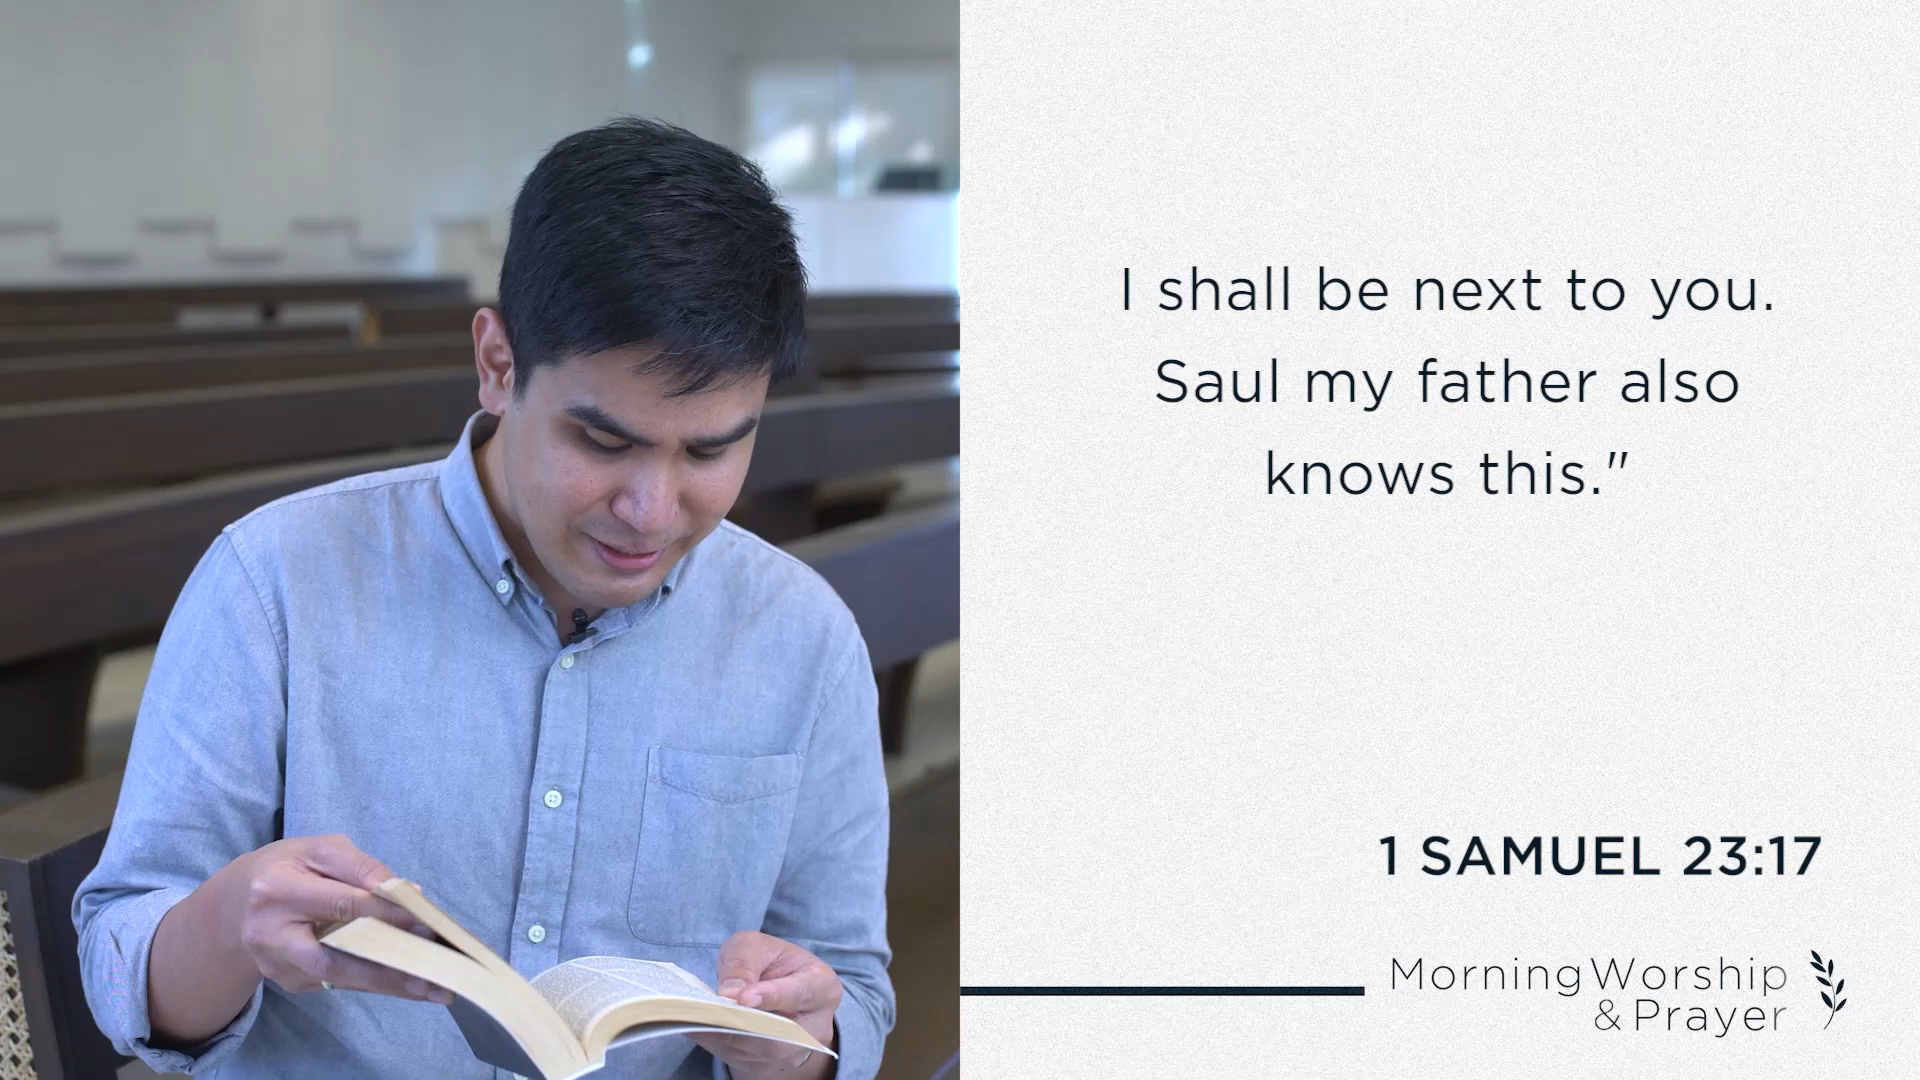 I shall be next to you.
Saul my father also
knows this."
1 SAMUEL 23:17
Morning Worship
& Prayer